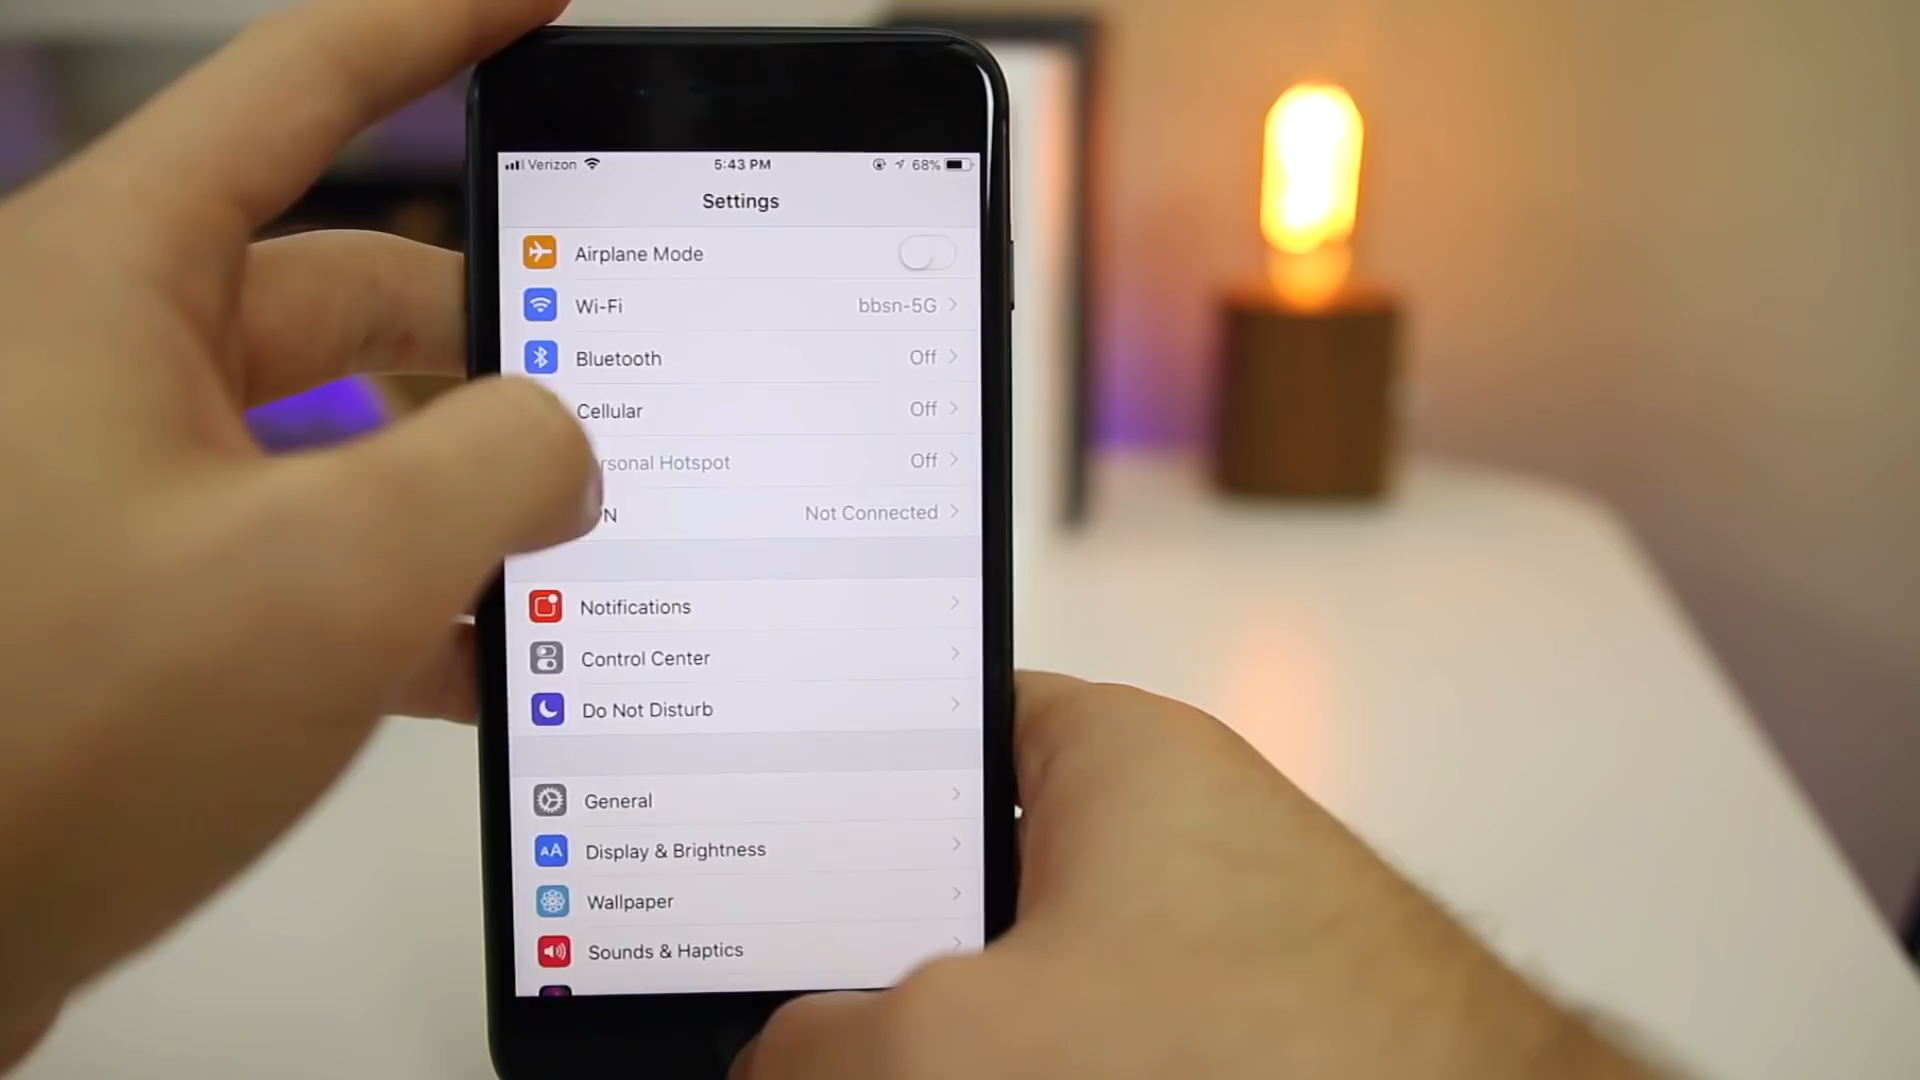 Verizon 5:43 PM 68%
Settings
Airplane Mode
Wi-Fi bbsn-5G
Bluetooth Off
Cellular Off
rsonal Hotspot Off
N Not Connected
Notifications
Control Center
Do Not Disturb
General
AA Display & Brightness
Wallpaper
Sounds & Haptics